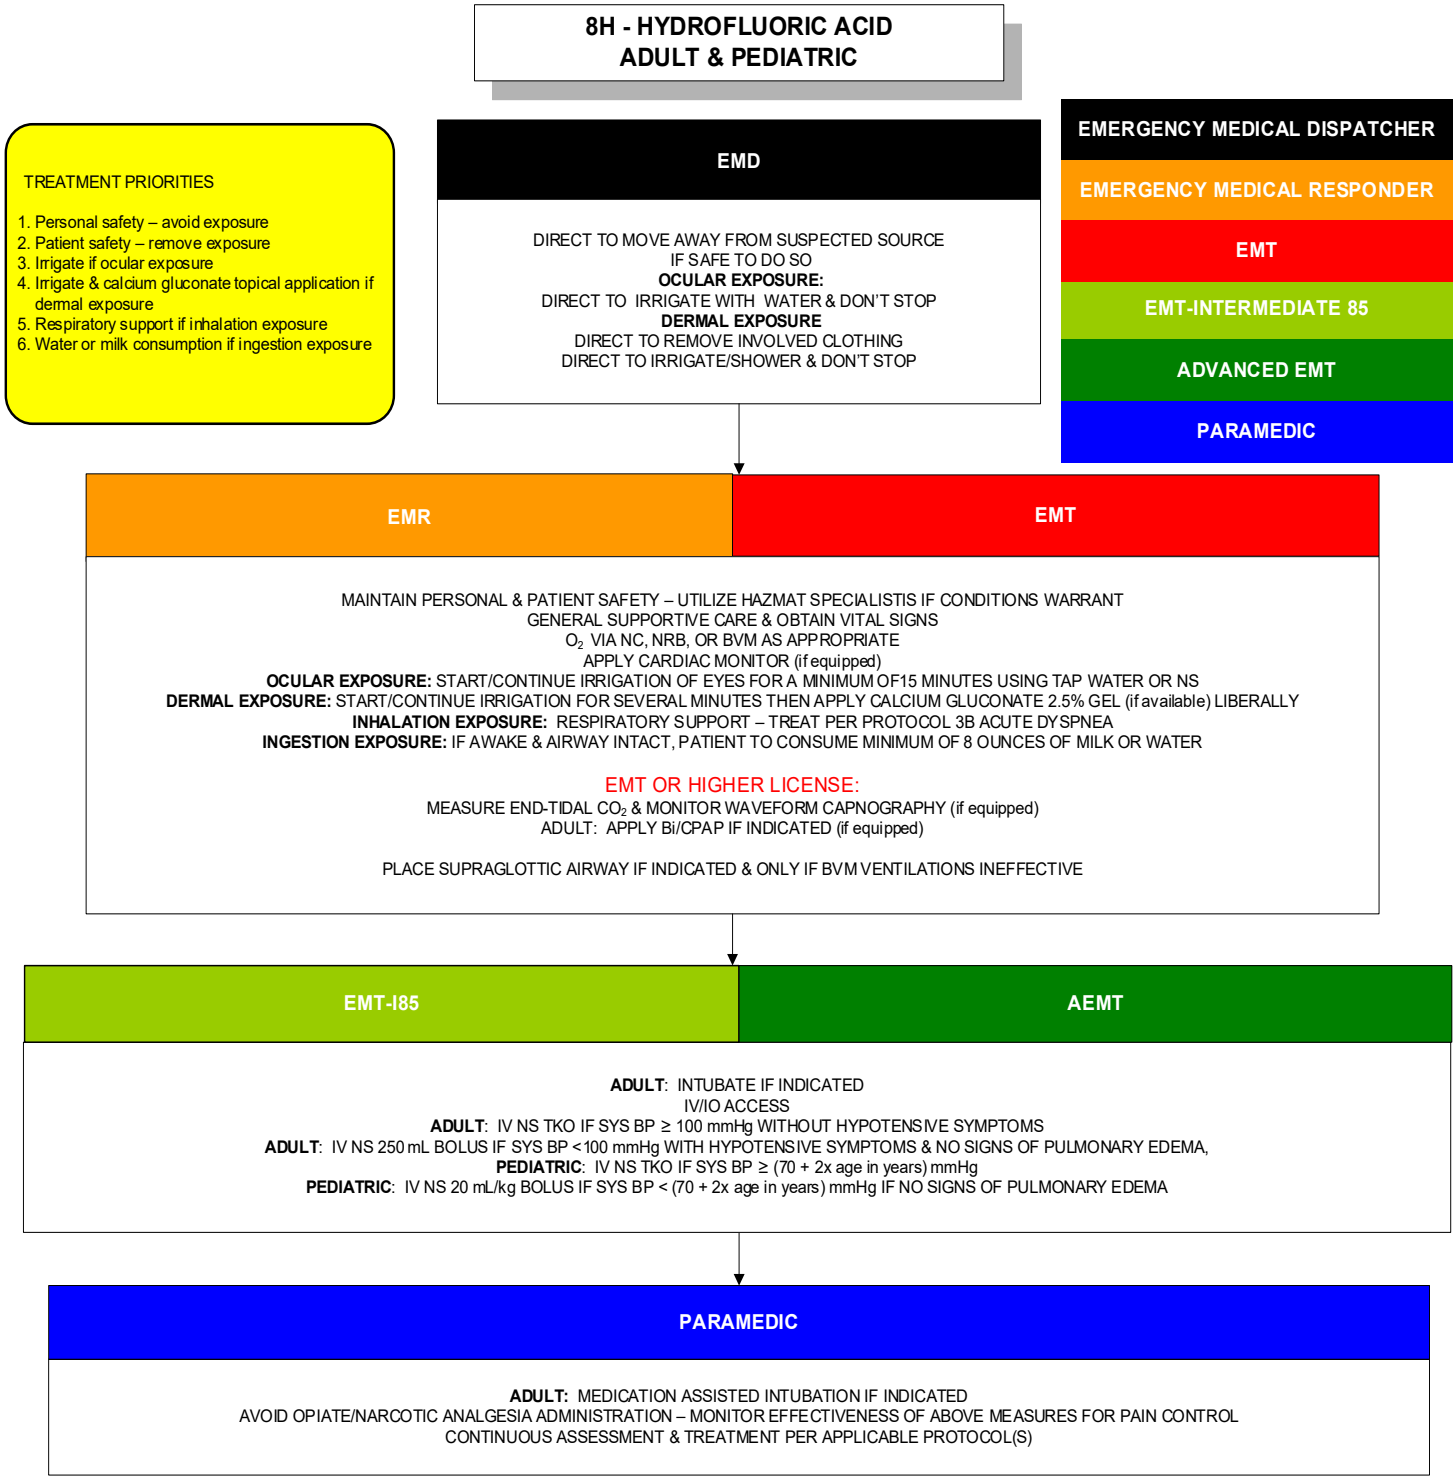 8H - HYDROFLUORIC ACID
ADULT & PEDIATRIC
TREATMENT PRIORITIES
1. Personal safety – avoid exposure
2. Patient safety – remove exposure
3. Irrigate if ocular exposure
4. Irrigate & calcium gluconate topical application if
dermal exposure
5. Respiratory support if inhalation exposure
6. Water or milk consumption if ingestion exposure
EMD
DIRECT TO MOVE AWAY FROM SUSPECTED SOURCE
IF SAFE TO DO SO
OCULAR EXPOSURE:
DIRECT TO IRRIGATE WITH WATER & DON'T STOP
DERMAL EXPOSURE
DIRECT TO REMOVE INVOLVED CLOTHING
DIRECT TO IRRIGATE/SHOWER & DON'T STOP
EMERGENCY MEDICAL DISPATCHER
EMERGENCY MEDICAL RESPONDER
EMT
EMT-INTERMEDIATE 85
ADVANCED EMT
PARAMEDIC
EMR
EMT
MAINTAIN PERSONAL & PATIENT SAFETY – UTILIZE HAZMAT SPECIALISTIS IF CONDITIONS WARRANT
GENERAL SUPPORTIVE CARE & OBTAIN VITAL SIGNS
O₂ VIA NC, NRB, OR BVM AS APPROPRIATE
APPLY CARDIAC MONITOR (if equipped)
OCULAR EXPOSURE: START/CONTINUE IRRIGATION OF EYES FOR A MINIMUM OF15 MINUTES USING TAP WATER OR NS
DERMAL EXPOSURE: START/CONTINUE IRRIGATION FOR SEVERAL MINUTES THEN APPLY CALCIUM GLUCONATE 2.5% GEL (if available) LIBERALLY
INHALATION EXPOSURE: RESPIRATORY SUPPORT – TREAT PER PROTOCOL 3B ACUTE DYSPNEA
INGESTION EXPOSURE: IF AWAKE & AIRWAY INTACT, PATIENT TO CONSUME MINIMUM OF 8 OUNCES OF MILK OR WATER
EMT OR HIGHER LICENSE:
MEASURE END-TIDAL CO₂ & MONITOR WAVEFORM CAPNOGRAPHY (if equipped)
ADULT: APPLY Bi/CPAP IF INDICATED (if equipped)
PLACE SUPRAGLOTTIC AIRWAY IF INDICATED & ONLY IF BVM VENTILATIONS INEFFECTIVE
EMT-I85
AEMT
ADULT: INTUBATE IF INDICATED
IV/IO ACCESS
ADULT: IV NS TKO IF SYS BP ≥ 100 mmHg WITHOUT HYPOTENSIVE SYMPTOMS
ADULT: IV NS 250 mL BOLUS IF SYS BP <100 mmHg WITH HYPOTENSIVE SYMPTOMS & NO SIGNS OF PULMONARY EDEMA,
PEDIATRIC: IV NS TKO IF SYS BP ≥ (70 + 2x age in years) mmHg
PEDIATRIC: IV NS 20 mL/kg BOLUS IF SYS BP < (70 + 2x age in years) mmHg IF NO SIGNS OF PULMONARY EDEMA
PARAMEDIC
ADULT: MEDICATION ASSISTED INTUBATION IF INDICATED
AVOID OPIATE/NARCOTIC ANALGESIA ADMINISTRATION – MONITOR EFFECTIVENESS OF ABOVE MEASURES FOR PAIN CONTROL
CONTINUOUS ASSESSMENT & TREATMENT PER APPLICABLE PROTOCOL(S)